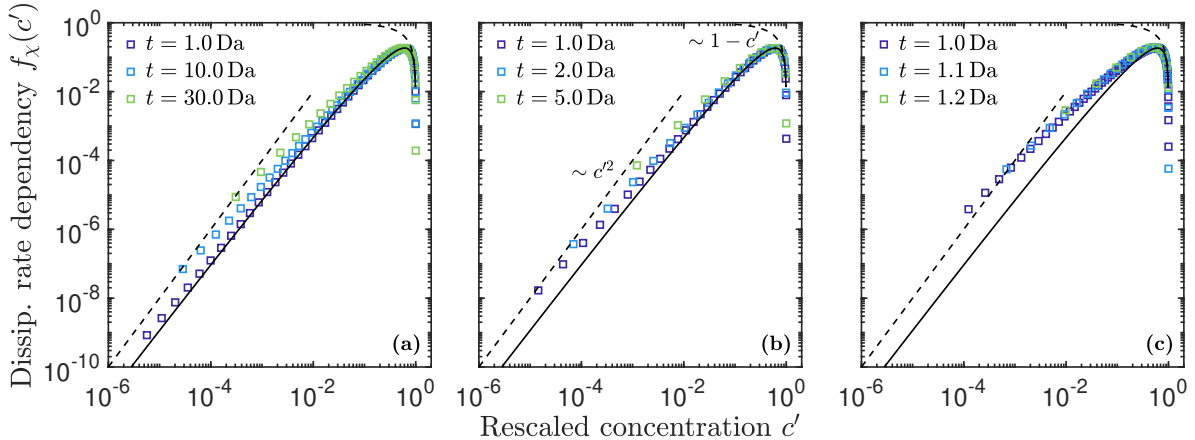 Dissip. rate dependency f_χ(c′)
10^0
10^-2
10^-4
10^-6
10^-8
10^-10
t = 1.0 Da
t = 10.0 Da
t = 30.0 Da
(a)
10^-6 10^-4 10^-2 10^0
t = 1.0 Da
t = 2.0 Da
t = 5.0 Da
∼ 1 − c′
∼ c′^2
(b)
10^-6 10^-4 10^-2 10^0
t = 1.0 Da
t = 1.1 Da
t = 1.2 Da
(c)
10^-6 10^-4 10^-2 10^0
Rescaled concentration c′